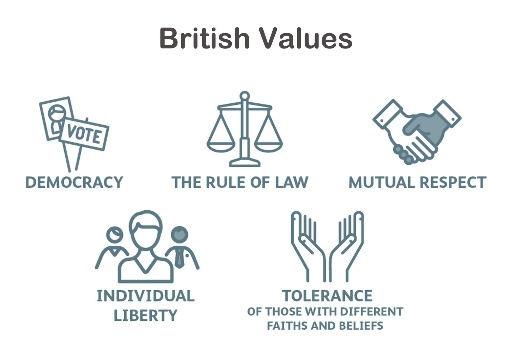 British Values
VOTE
DEMOCRACY
THE RULE OF LAW
MUTUAL RESPECT
INDIVIDUAL
LIBERTY
TOLERANCE
OF THOSE WITH DIFFERENT
FAITHS AND BELIEFS